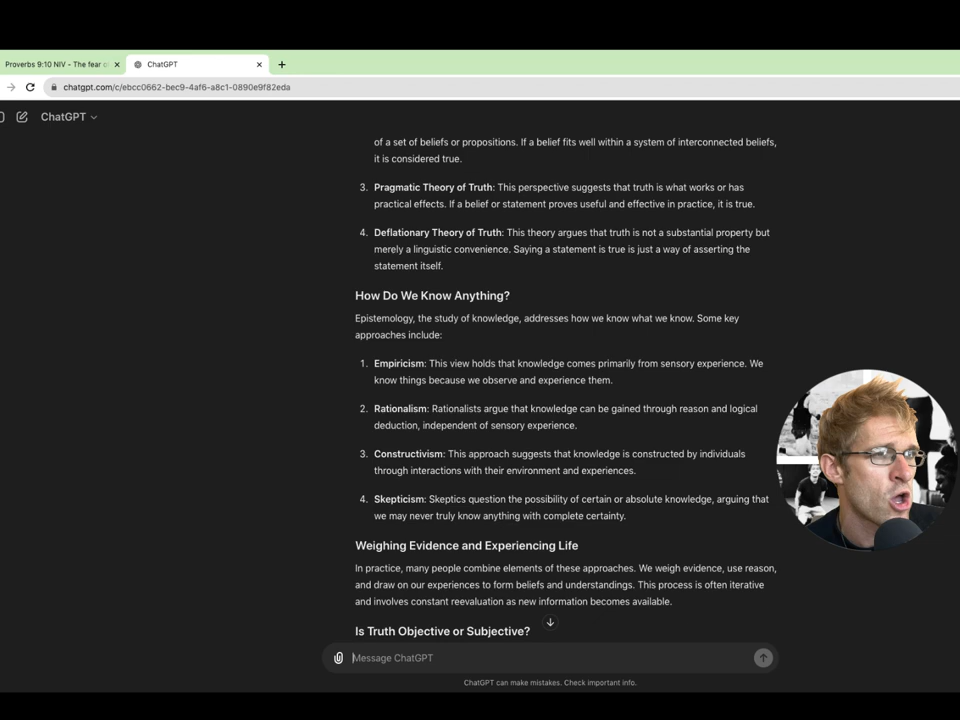 Proverbs 9:10 NIV - The fear
ChatGPT
chatgpt.com/c/ebcc0662-bec9-4af6-a8c1-0890e9f82eda
ChatGPT
of a set of beliefs or propositions. If a belief fits well within a system of interconnected beliefs,
it is considered true.
3. Pragmatic Theory of Truth: This perspective suggests that truth is what works or has
practical effects. If a belief or statement proves useful and effective in practice, it is true.
4. Deflationary Theory of Truth: This theory argues that truth is not a substantial property but
merely a linguistic convenience. Saying a statement is true is just a way of asserting the
statement itself.
How Do We Know Anything?
Epistemology, the study of knowledge, addresses how we know what we know. Some key
approaches include:
1. Empiricism: This view holds that knowledge comes primarily from sensory experience. We
know things because we observe and experience them.
2. Rationalism: Rationalists argue that knowledge can be gained through reason and logical
deduction, independent of sensory experience.
3. Constructivism: This approach suggests that knowledge is constructed by individuals
through interactions with their environment and experiences.
4. Skepticism: Skeptics question the possibility of certain or absolute knowledge, arguing that
we may never truly know anything with complete certainty.
Weighing Evidence and Experiencing Life
In practice, many people combine elements of these approaches. We weigh evidence, use reason,
and draw on our experiences to form beliefs and understandings. This process is often iterative
and involves constant reevaluation as new information becomes available.
Is Truth Objective or Subjective?
Message ChatGPT
ChatGPT can make mistakes. Check important info.